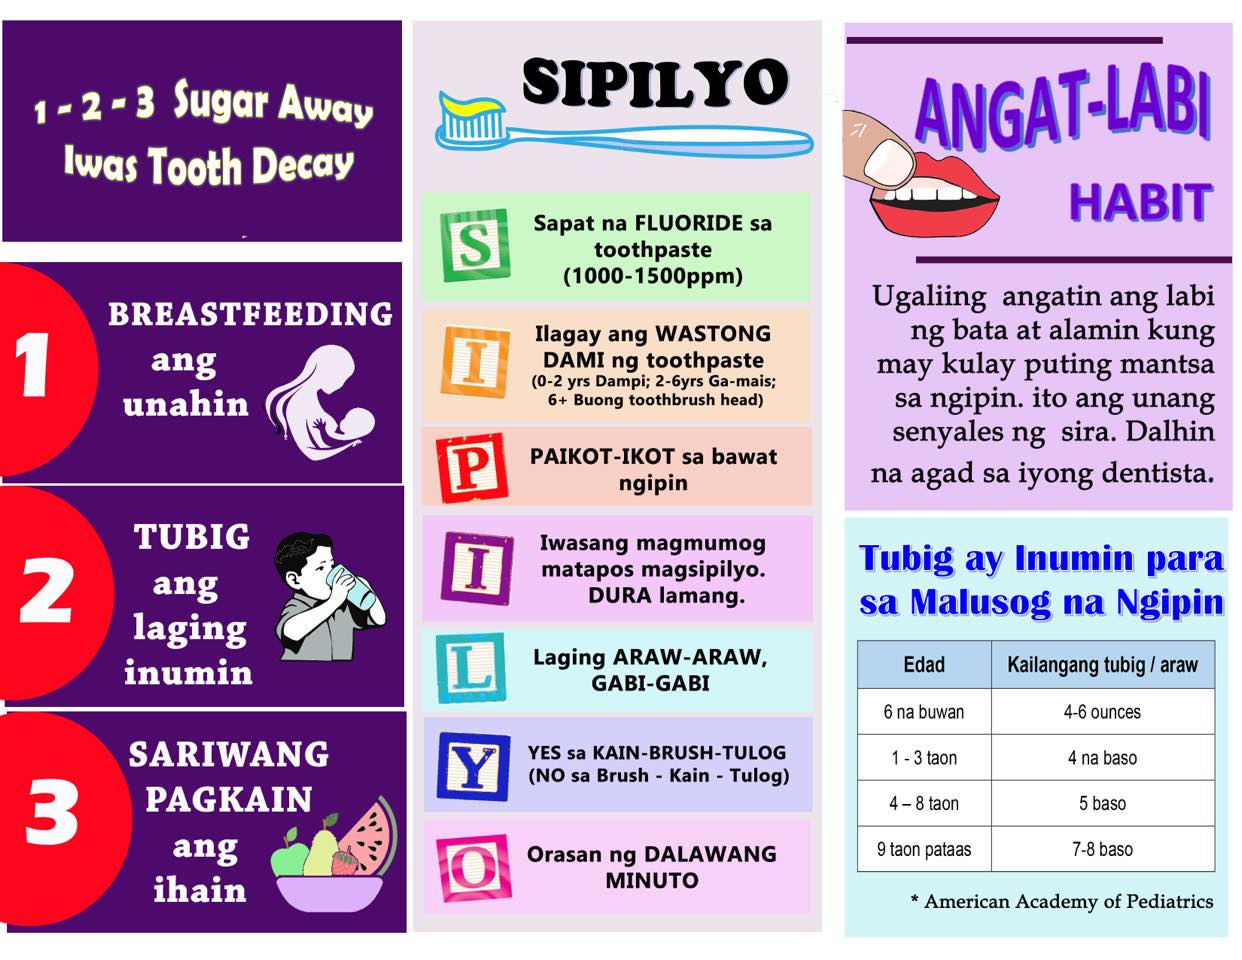 1 - 2 - 3 Sugar Away
Iwas Tooth Decay
1
BREASTFEEDING
ang
unahin
2
TUBIG
ang
laging
inumin
3
SARIWANG
PAGKAIN
ang
ihain
SIPILYO
S
Sapat na FLUORIDE sa
toothpaste
(1000-1500ppm)
I
Ilagay ang WASTONG
DAMI ng toothpaste
(0-2 yrs Dampi; 2-6yrs Ga-mais;
6+ Buong toothbrush head)
P
PAIKOT-IKOT sa bawat
ngipin
I
Iwasang magmumog
matapos magsipilyo.
DURA lamang.
L
Laging ARAW-ARAW,
GABI-GABI
Y
YES sa KAIN-BRUSH-TULOG
(NO sa Brush - Kain - Tulog)
O
Orasan ng DALAWANG
MINUTO
ANGAT-LABI
HABIT
Ugaliing angatin ang labi
ng bata at alamin kung
may kulay puting mantsa
sa ngipin. ito ang unang
senyales ng sira. Dalhin
na agad sa iyong dentista.
Tubig ay Inumin para
sa Malusog na Ngipin
Edad Kailangang tubig / araw
6 na buwan 4-6 ounces
1 - 3 taon 4 na baso
4 – 8 taon 5 baso
9 taon pataas 7-8 baso
* American Academy of Pediatrics